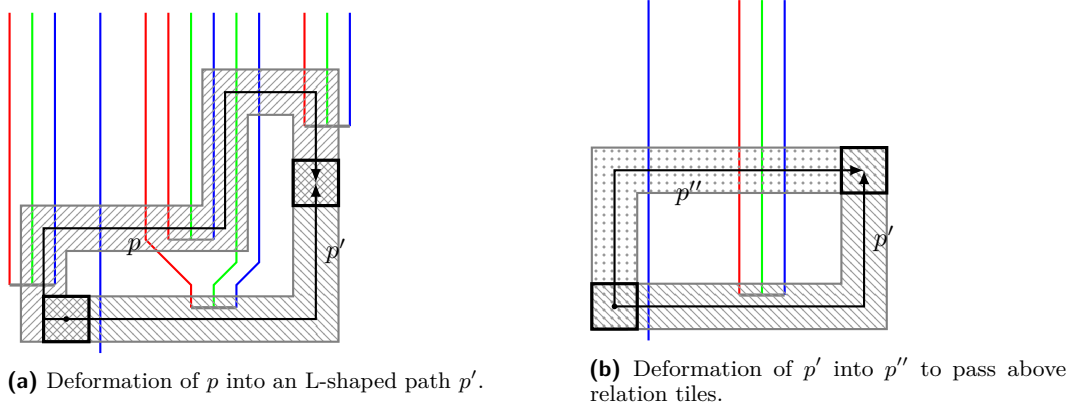 p
p′
(a) Deformation of p into an L-shaped path p′.
p″
p′
(b) Deformation of p′ into p″ to pass above
relation tiles.